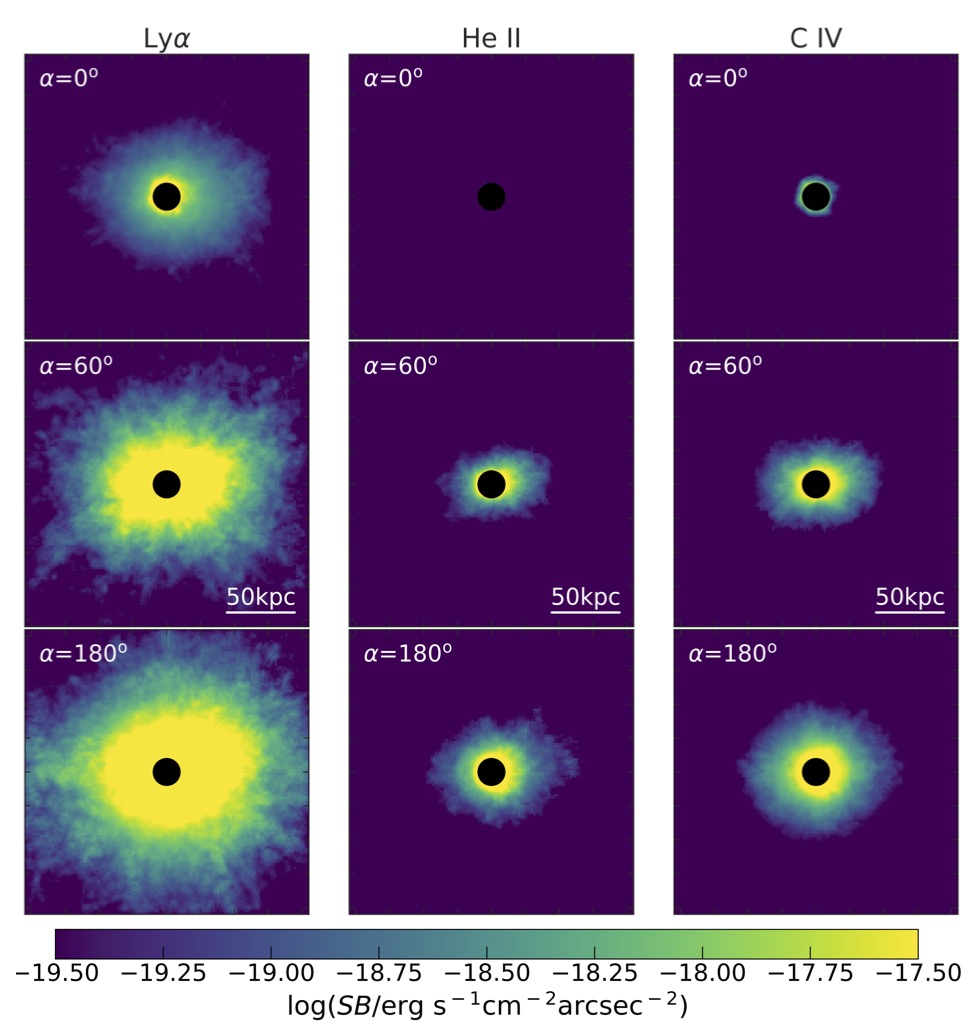 Lyα He II C IV
α=0° α=0° α=0°
α=60° α=60° α=60°
50kpc 50kpc 50kpc
α=180° α=180° α=180°
−19.50 −19.25 −19.00 −18.75 −18.50 −18.25 −18.00 −17.75 −17.50
log(SB/erg s⁻¹cm⁻²arcsec⁻²)